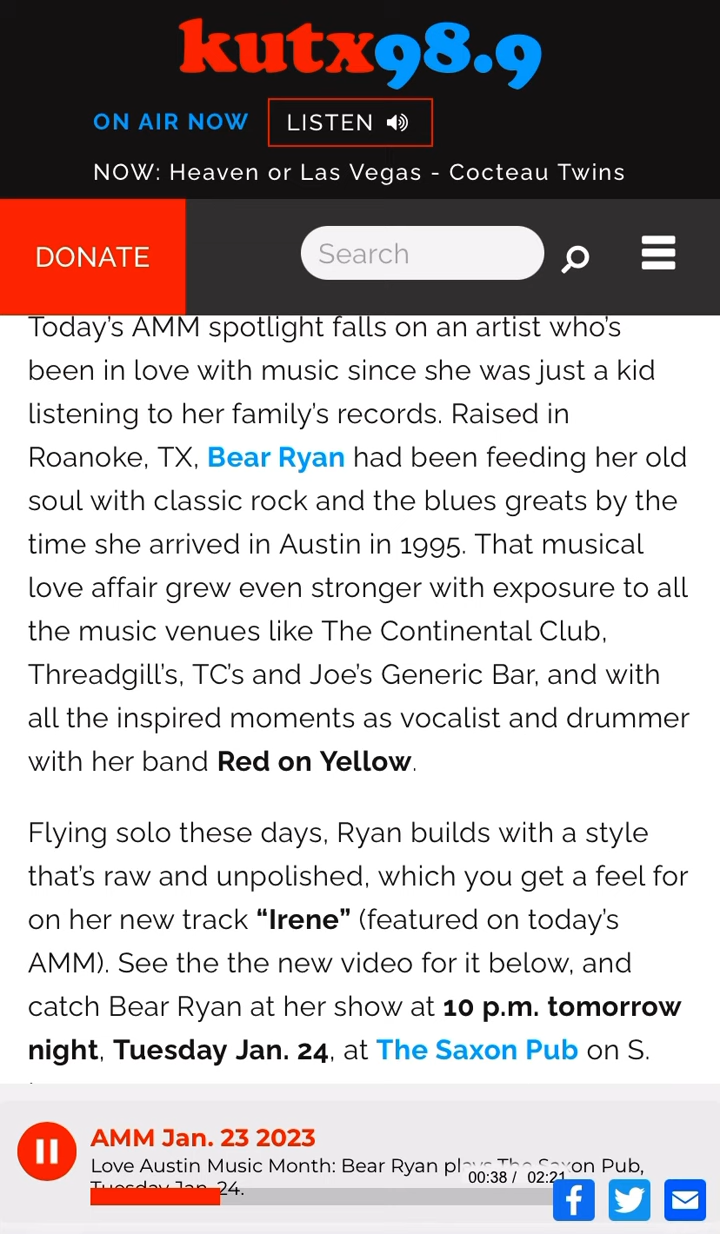 kutx98.9
ON AIR NOW LISTEN
NOW: Heaven or Las Vegas - Cocteau Twins
DONATE Search
Today's AMM spotlight falls on an artist who's
been in love with music since she was just a kid
listening to her family's records. Raised in
Roanoke, TX, Bear Ryan had been feeding her old
soul with classic rock and the blues greats by the
time she arrived in Austin in 1995. That musical
love affair grew even stronger with exposure to all
the music venues like The Continental Club,
Threadgill's, TC's and Joe's Generic Bar, and with
all the inspired moments as vocalist and drummer
with her band Red on Yellow.
Flying solo these days, Ryan builds with a style
that's raw and unpolished, which you get a feel for
on her new track “Irene” (featured on today's
AMM). See the the new video for it below, and
catch Bear Ryan at her show at 10 p.m. tomorrow
night, Tuesday Jan. 24, at The Saxon Pub on S.
AMM Jan. 23 2023
Love Austin Music Month: Bear Ryan plays The Saxon Pub,
Tuesday Jan. 24.
00:38 / 02:21